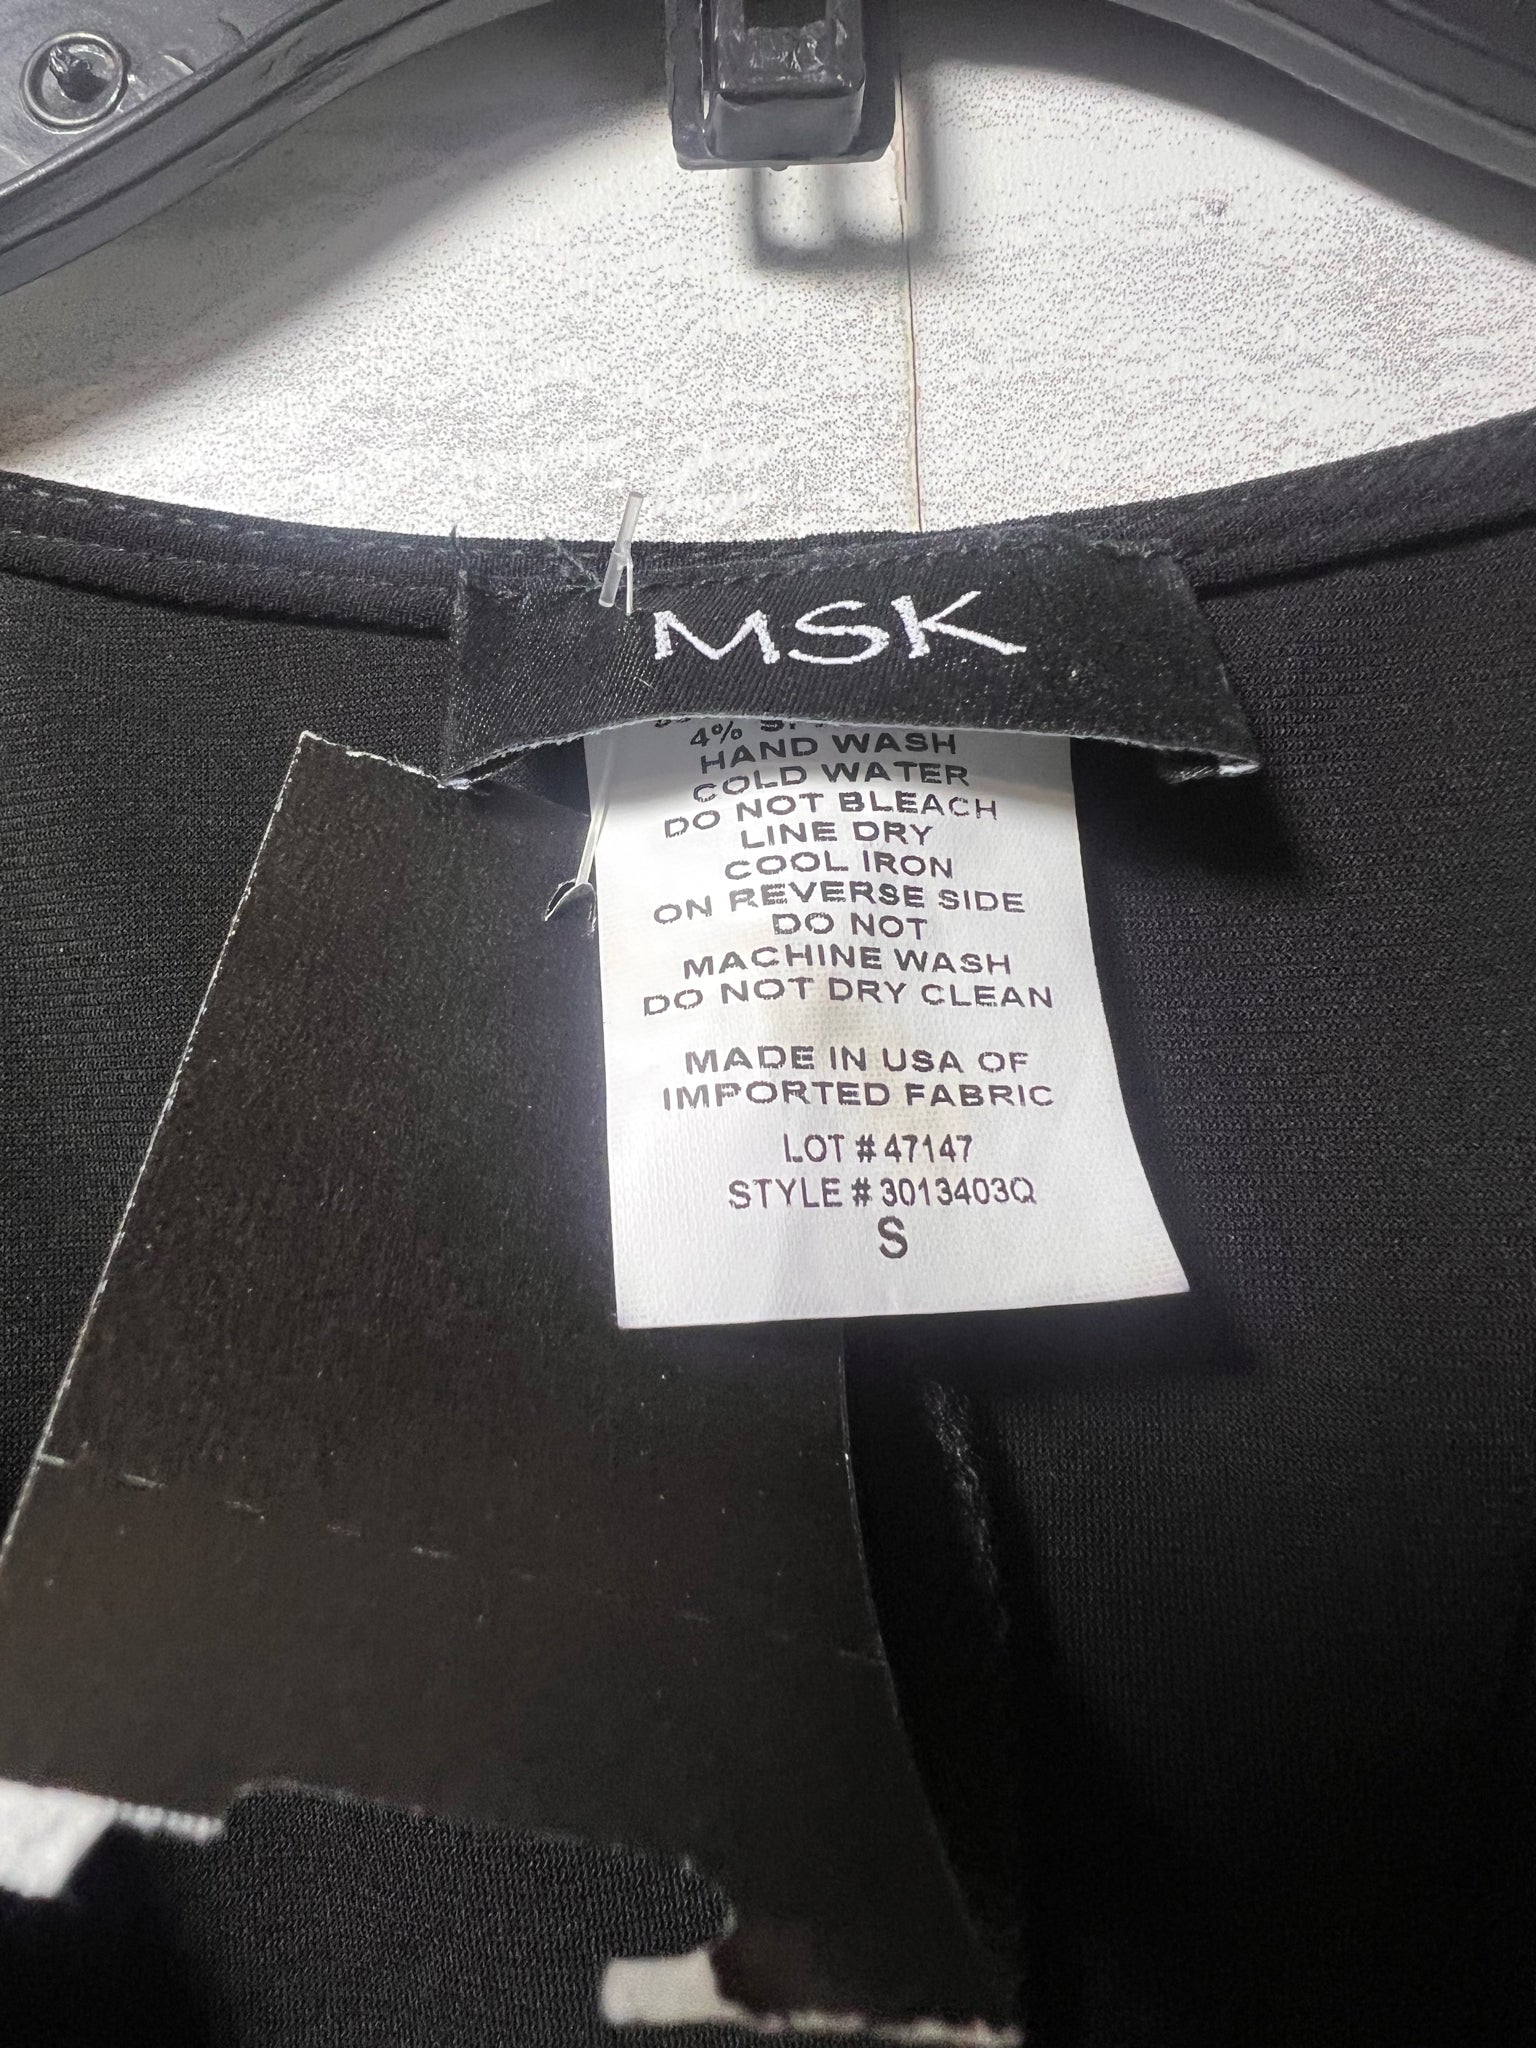 MSK
4%
HAND WASH
COLD WATER
DO NOT BLEACH
LINE DRY
COOL IRON
ON REVERSE SIDE
DO NOT
MACHINE WASH
DO NOT DRY CLEAN
MADE IN USA OF
IMPORTED FABRIC
LOT # 47147
STYLE # 3013403Q
S